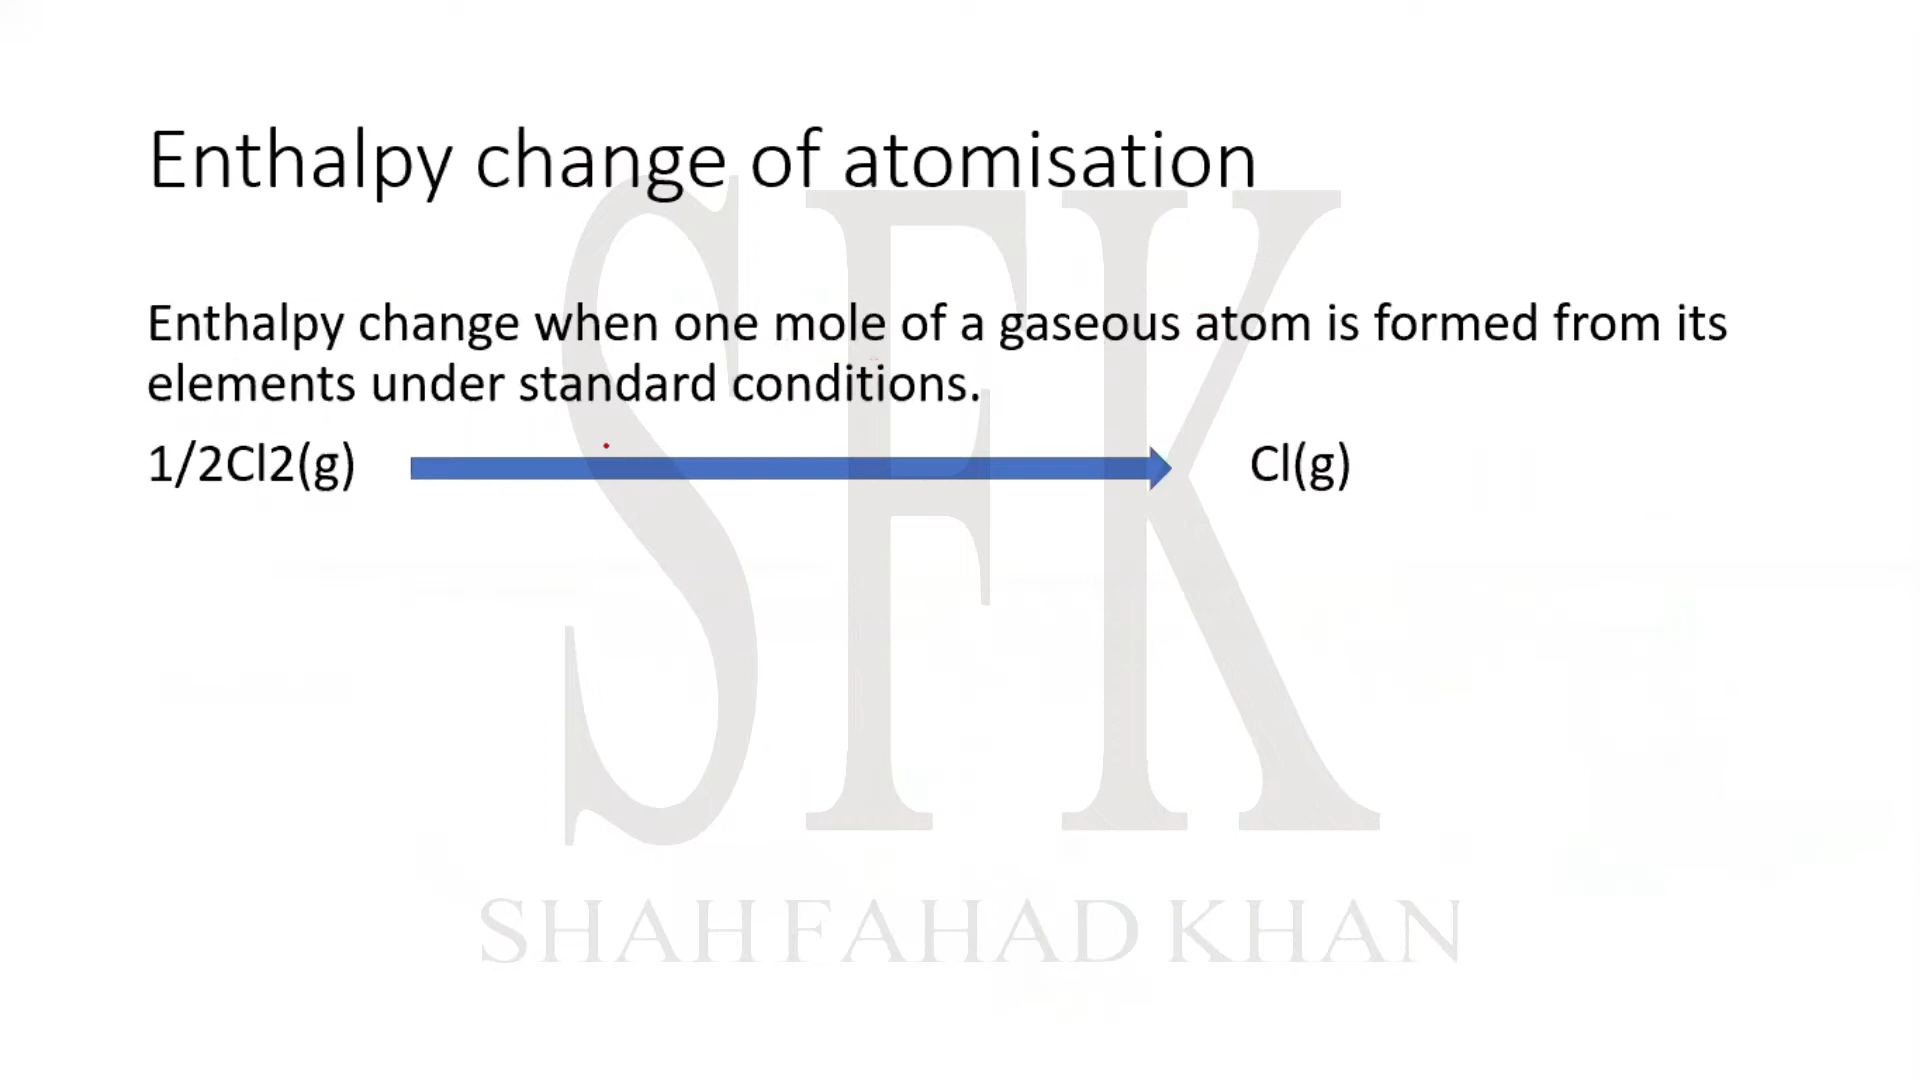 Enthalpy change of atomisation
Enthalpy change when one mole of a gaseous atom is formed from its
elements under standard conditions.
1/2Cl2(g) Cl(g)
SFK
SHAH FAHAD KHAN